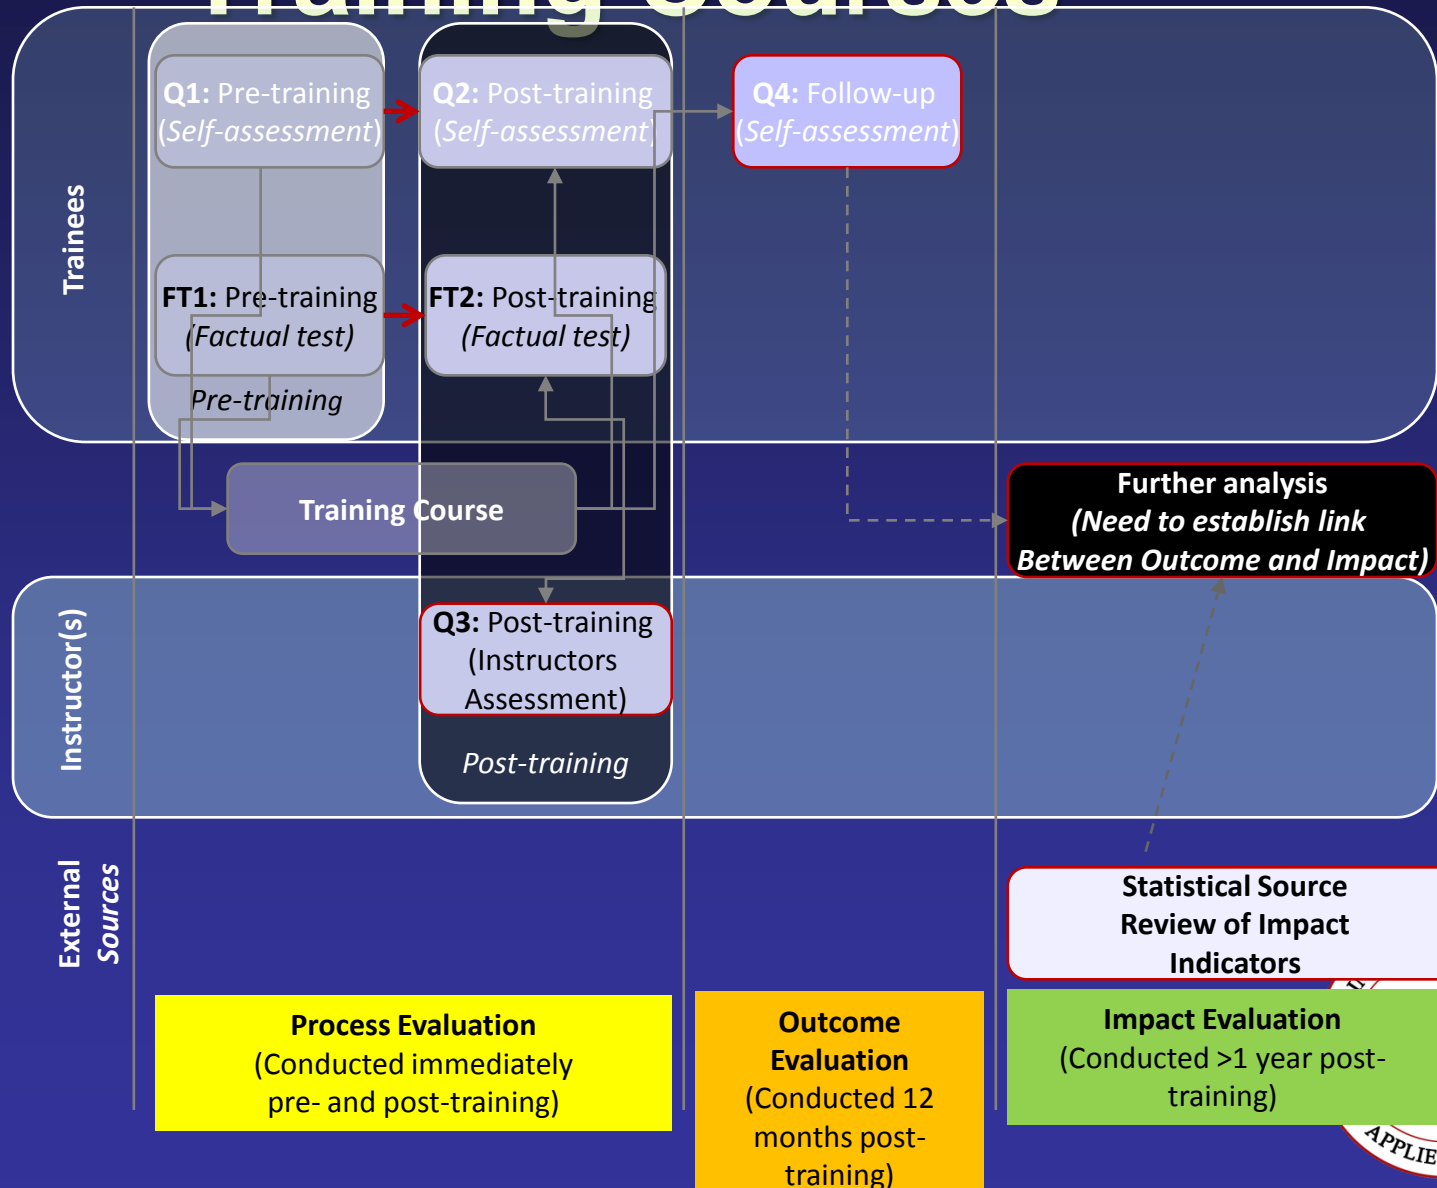 Training Courses
Q1: Pre-training
(Self-assessment)
Q2: Post-training
(Self-assessment)
Q4: Follow-up
(Self-assessment)
Trainees
FT1: Pre-training
(Factual test)
FT2: Post-training
(Factual test)
Pre-training
Training Course
Further analysis
(Need to establish link
Between Outcome and Impact)
Instructor(s)
Q3: Post-training
(Instructors
Assessment)
Post-training
External
Sources
Statistical Source
Review of Impact
Indicators
Process Evaluation
(Conducted immediately
pre- and post-training)
Outcome
Evaluation
(Conducted 12
months post-
training)
Impact Evaluation
(Conducted >1 year post-
training)
APPLIE